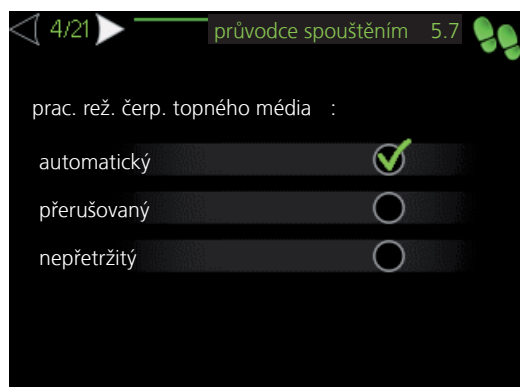 4/21 průvodce spouštěním 5.7
prac. rež. čerp. topného média :
automatický
přerušovaný
nepřetržitý